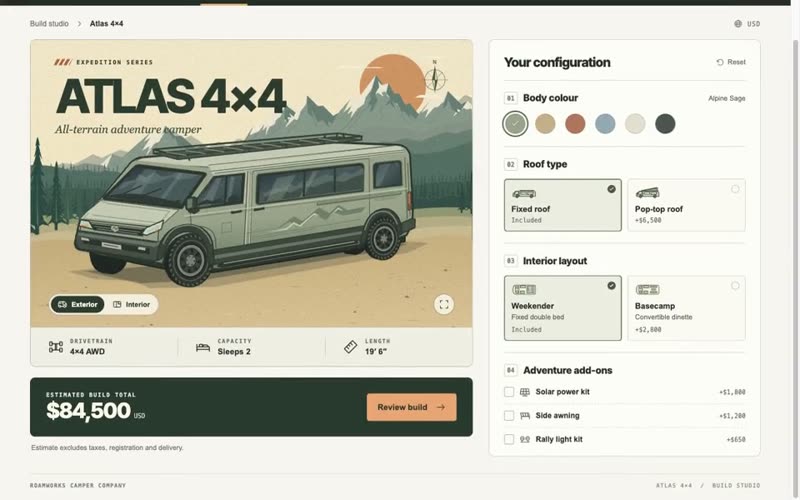 Build studio > Atlas 4×4
USD
EXPEDITION SERIES
ATLAS 4×4
All-terrain adventure camper
N
Exterior
Interior
DRIVETRAIN
4×4 AWD
CAPACITY
Sleeps 2
LENGTH
19' 6"
ESTIMATED BUILD TOTAL
$84,500 USD
Review build →
Estimate excludes taxes, registration and delivery.
Your configuration
Reset
01 Body colour
Alpine Sage
02 Roof type
Fixed roof
Included
Pop-top roof
+$6,500
03 Interior layout
Weekender
Fixed double bed
Included
Basecamp
Convertible dinette
+$2,800
04 Adventure add-ons
Solar power kit
+$1,800
Side awning
+$1,200
Rally light kit
+$650
ROAMWORKS CAMPER COMPANY
ATLAS 4×4 / BUILD STUDIO